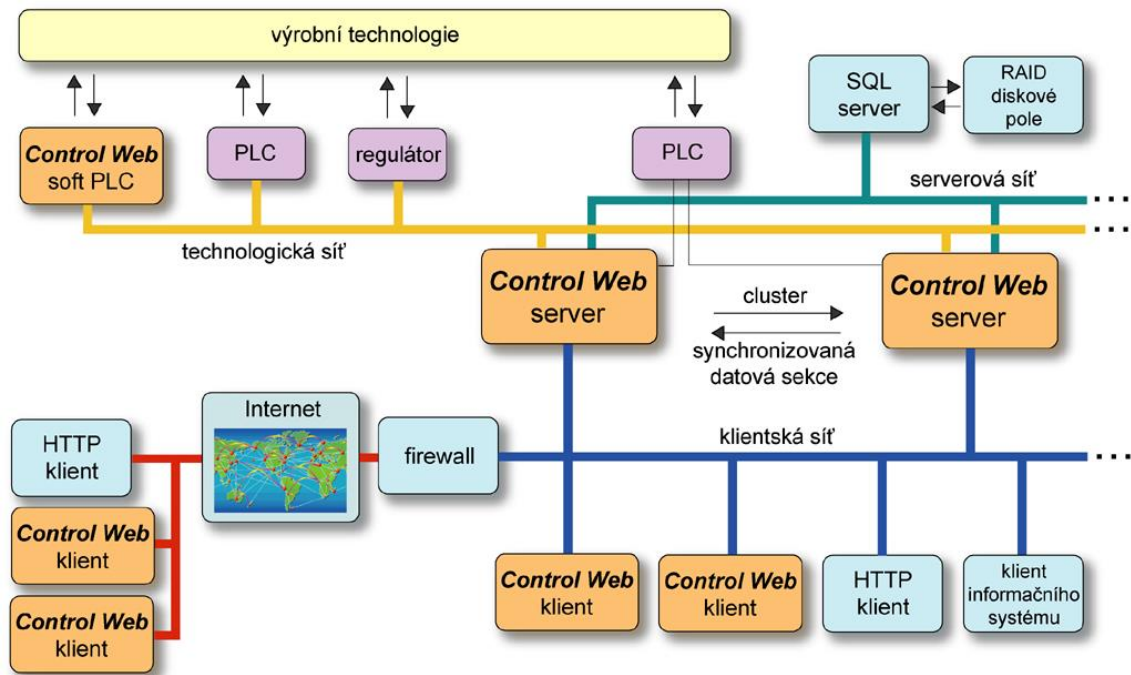 výrobní technologie
SQL
server
RAID
diskové
pole
Control Web
soft PLC
PLC
regulátor
PLC
serverová síť
technologická síť
Control Web
server
cluster
synchronizovaná
datová sekce
Control Web
server
Internet
HTTP
klient
firewall
klientská síť
Control Web
klient
Control Web
klient
Control Web
klient
Control Web
klient
HTTP
klient
klient
informačního
systému